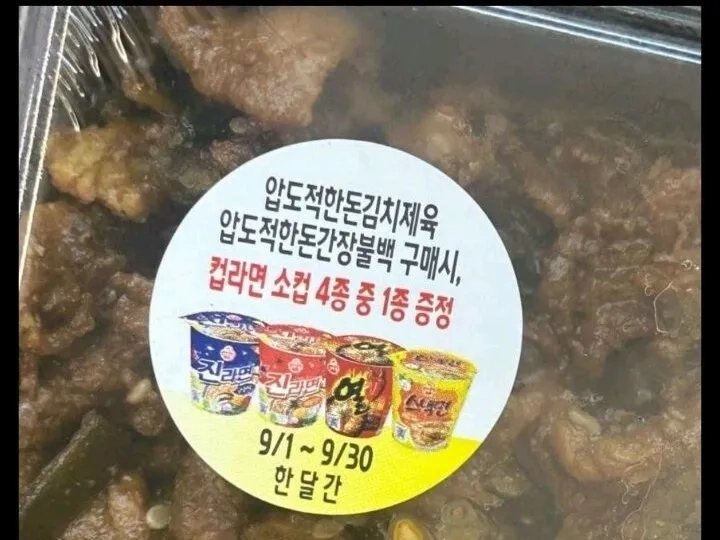 압도적한돈김치제육
압도적한돈간장불백 구매시,
컵라면 소컵 4종 중 1종 증정
진라면 진라면 열 스낵면
9/1 ~ 9/30
한 달 간